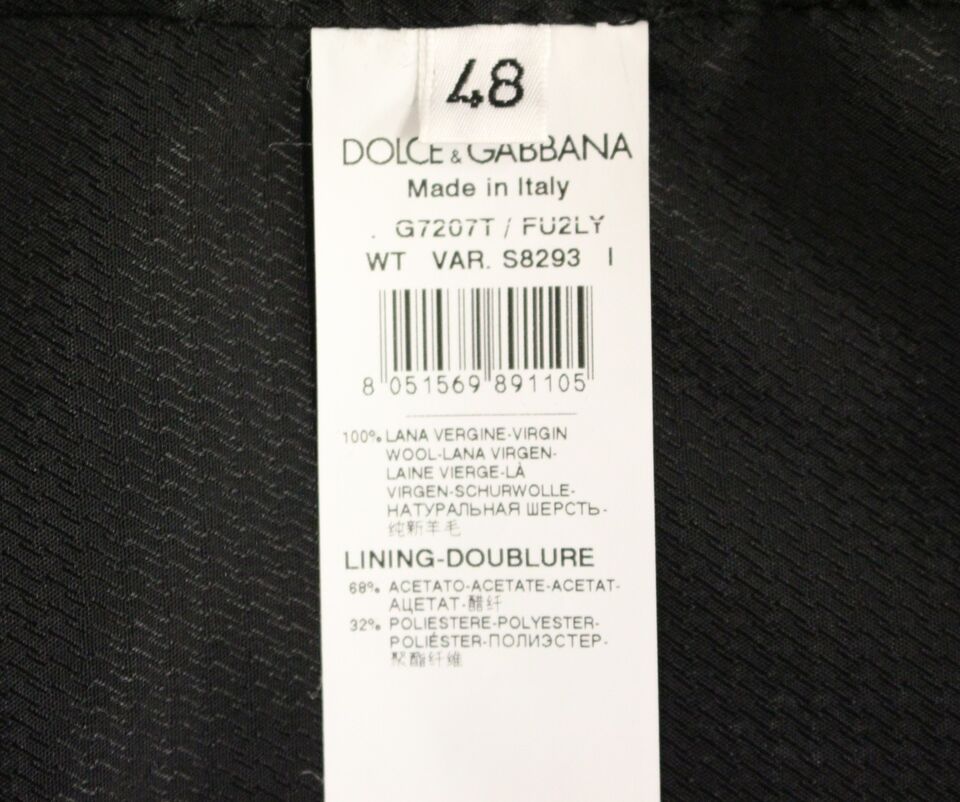 48
DOLCE & GABBANA
Made in Italy
. G7207T / FU2LY
WT VAR. S8293 I
8 051569 891105
100% LANA VERGINE-VIRGIN
WOOL-LANA VIRGEN-
LAINE VIERGE-LÀ
VIRGEN-SCHURWOLLE-
НАТУРАЛЬНАЯ ШЕРСТЬ-
纯新羊毛
LINING-DOUBLURE
68% ACETATO-ACETATE-ACETAT-
АЦЕТАТ-醋纤
32% POLIESTERE-POLYESTER-
POLIÉSTER-ПОЛИЭСТЕР-
聚酯纤维